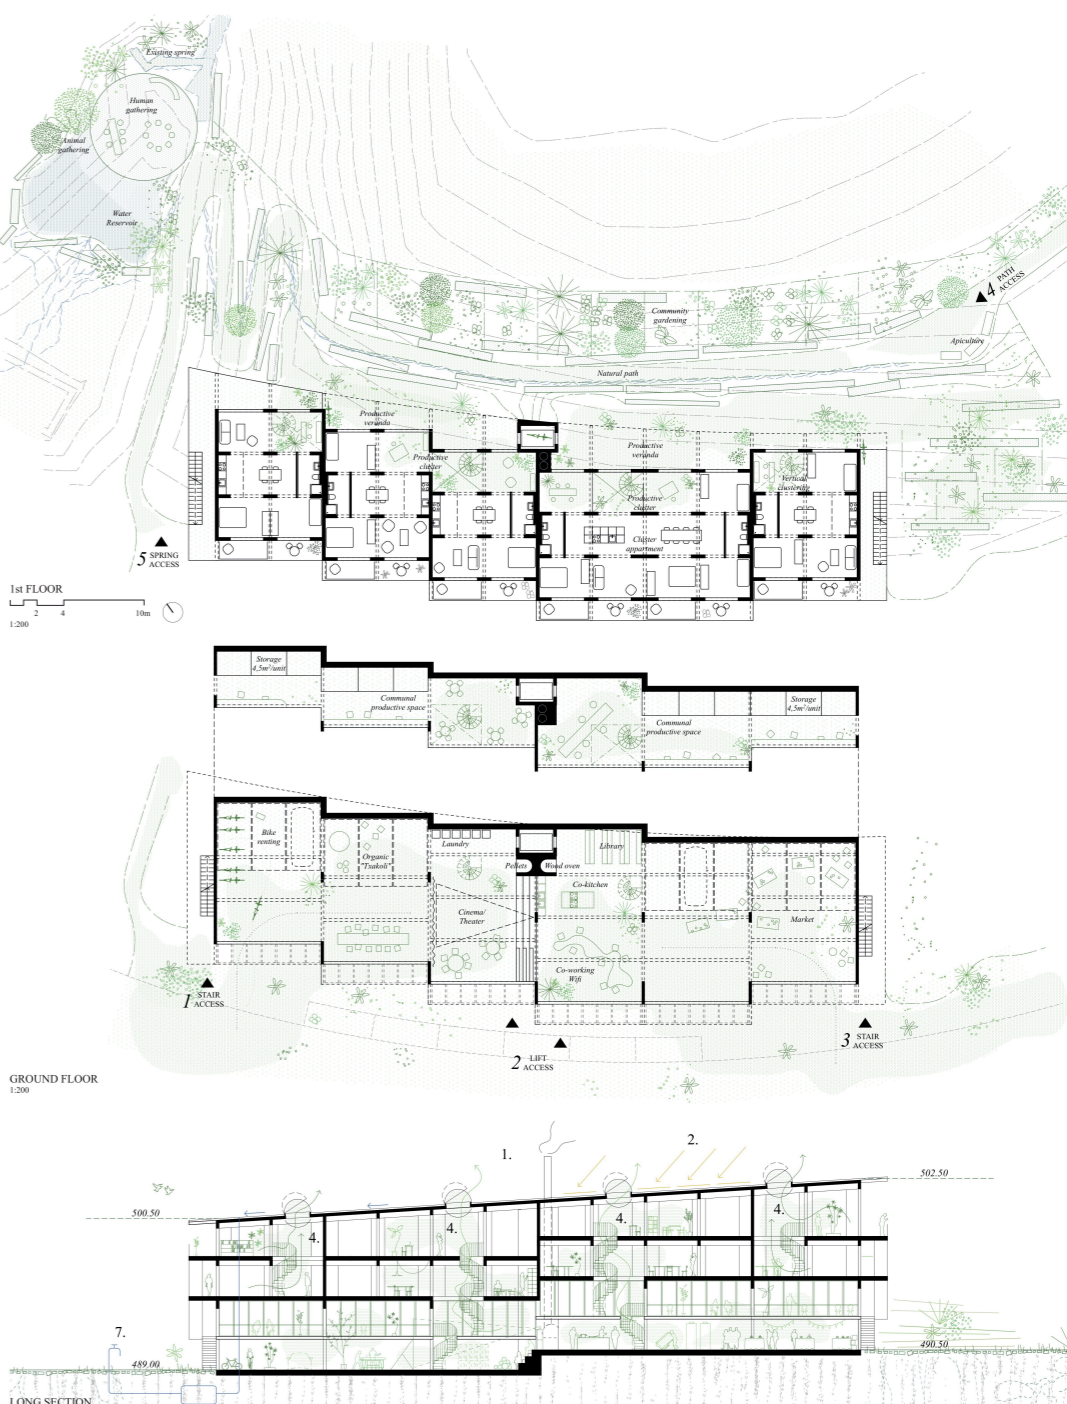 Existing spring
Human
gathering
Animal
gathering
Water
Reservoir
4 PATH
ACCESS
Community
gardening
Apiculture
Natural path
Productive
veranda
Productive
cluster
Productive
veranda
Productive
cluster
Vertical
clustering
Cluster
appartment
5 SPRING
ACCESS
1st FLOOR
2 4 10m
1:200
Storage
4,5m²/unit
Communal
productive space
Storage
4,5m²/unit
Communal
productive space
Bike
renting
Organic
"Txakoli"
Laundry
Pellets
Wood oven
Library
Co-kitchen
Cinema/
Theater
Market
Co-working
Wifi
1 STAIR
ACCESS
2 LIFT
ACCESS
3 STAIR
ACCESS
GROUND FLOOR
1:200
1.
2.
502.50
500.50
4.
4.
4.
4.
7.
489.00
490.50
LONG SECTION